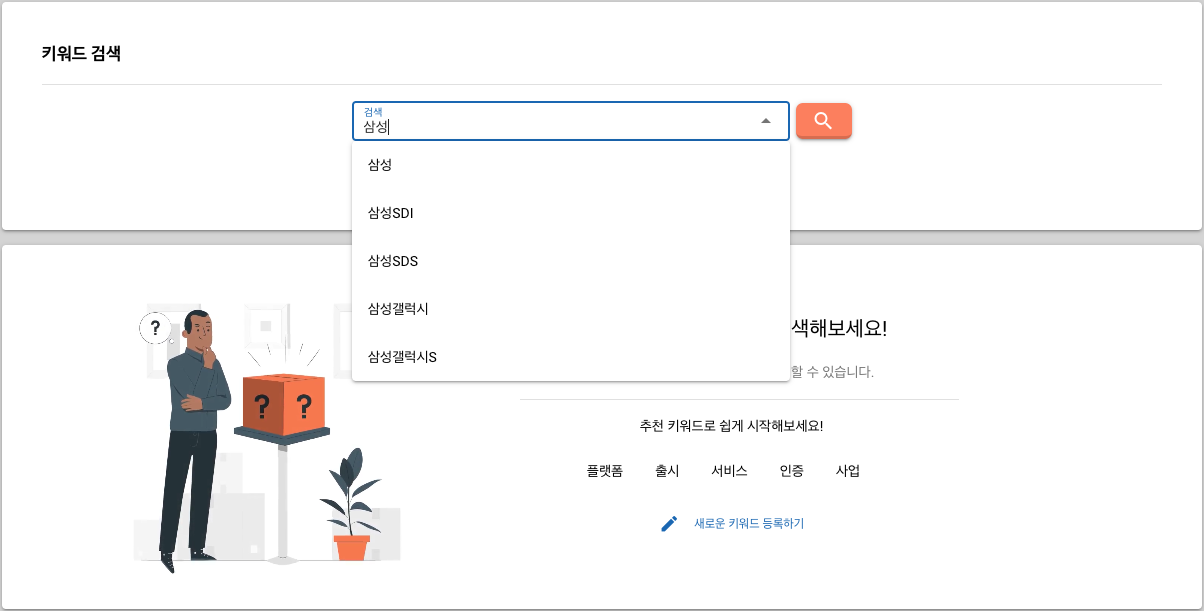 키워드 검색
검색
삼성
삼성
삼성SDI
삼성SDS
삼성갤럭시
삼성갤럭시S
?
? ?
색해보세요!
할 수 있습니다.
추천 키워드로 쉽게 시작해보세요!
플랫폼 출시 서비스 인증 사업
새로운 키워드 등록하기